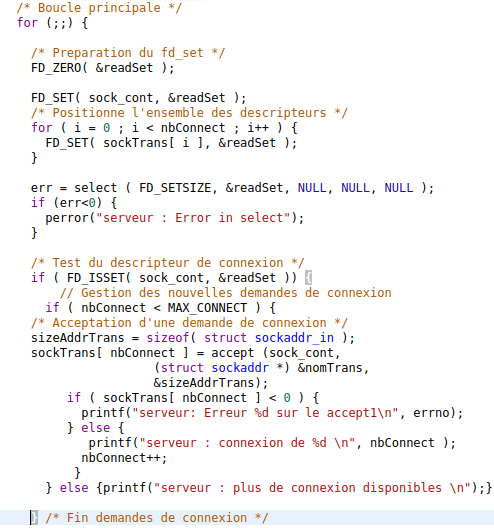 /* Boucle principale */
for (;;) {
/* Preparation du fd_set */
FD_ZERO( &readSet );
FD_SET( sock_cont, &readSet );
/* Positionne l'ensemble des descripteurs */
for ( i = 0 ; i < nbConnect ; i++ ) {
FD_SET( sockTrans[ i ], &readSet );
}
err = select ( FD_SETSIZE, &readSet, NULL, NULL, NULL );
if (err<0) {
perror("serveur : Error in select");
}
/* Test du descripteur de connexion */
if ( FD_ISSET( sock_cont, &readSet )) {
// Gestion des nouvelles demandes de connexion
if ( nbConnect < MAX_CONNECT ) {
/* Acceptation d'une demande de connexion */
sizeAddrTrans = sizeof( struct sockaddr_in );
sockTrans[ nbConnect ] = accept (sock_cont,
(struct sockaddr *) &nomTrans,
&sizeAddrTrans);
if ( sockTrans[ nbConnect ] < 0 ) {
printf("serveur: Erreur %d sur le accept1\n", errno);
} else {
printf("serveur : connexion de %d \n", nbConnect );
nbConnect++;
}
} else {printf("serveur : plus de connexion disponibles \n");}
} /* Fin demandes de connexion */